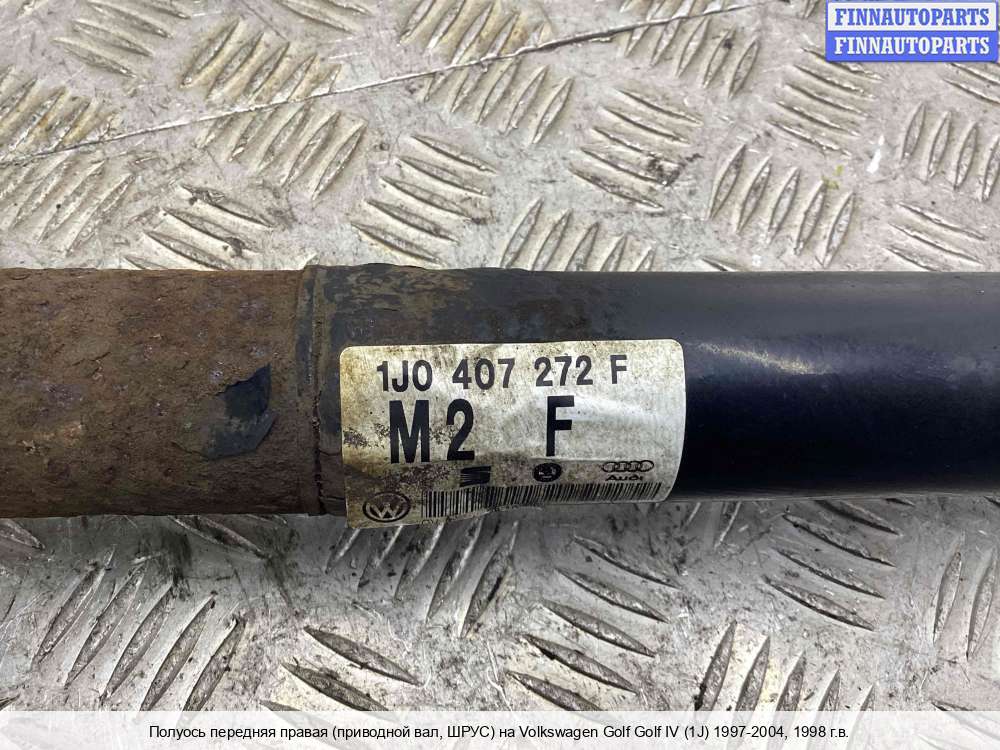 FINNAUTOPARTS
FINNAUTOPARTS
1J0 407 272 F
M2 F
Audi
Полуось передняя правая (приводной вал, ШРУС) на Volkswagen Golf Golf IV (1J) 1997-2004, 1998 г.в.